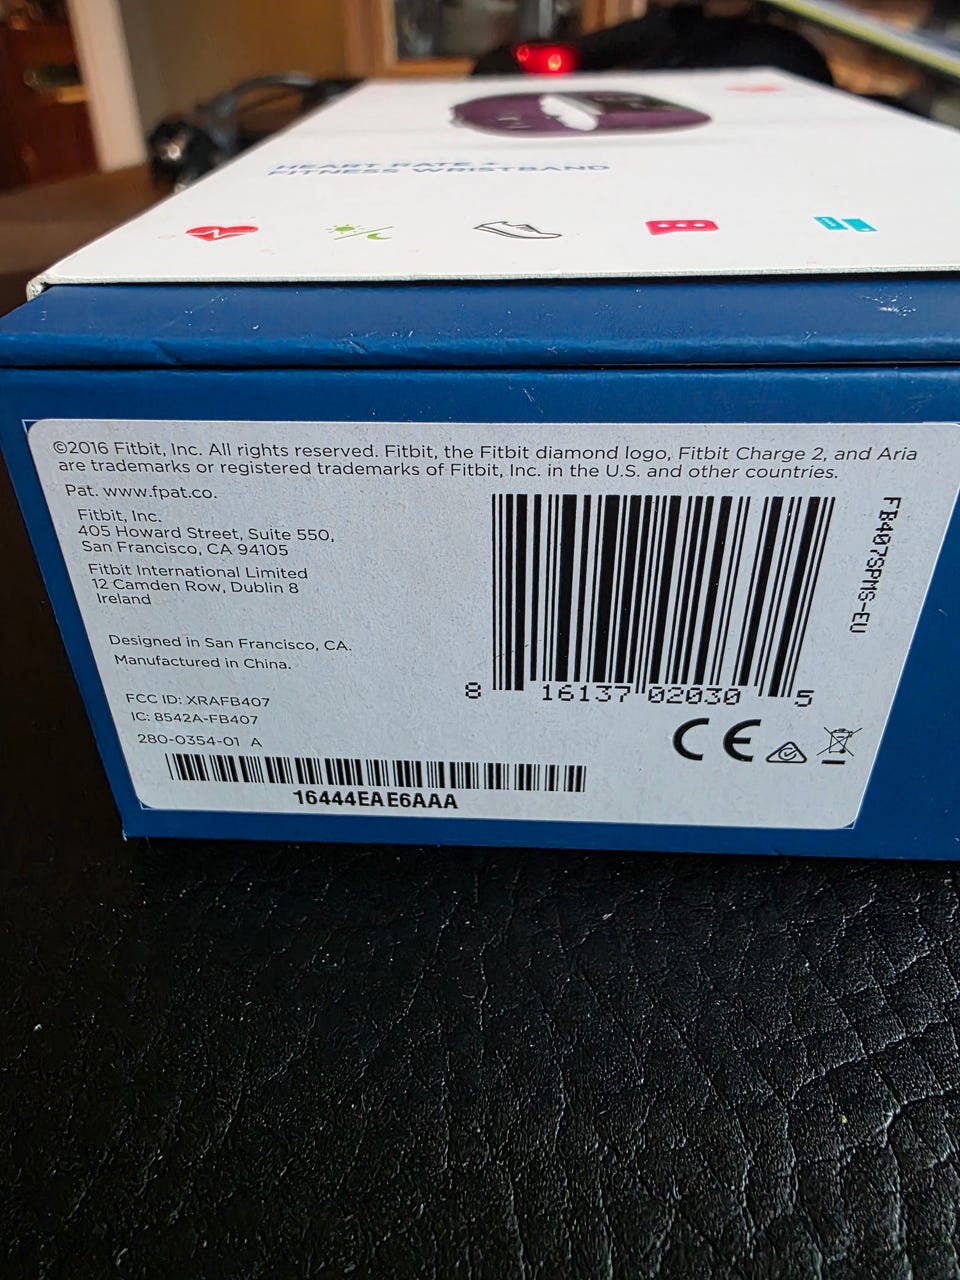 HEART RATE +
FITNESS WRISTBAND
©2016 Fitbit, Inc. All rights reserved. Fitbit, the Fitbit diamond logo, Fitbit Charge 2, and Aria
are trademarks or registered trademarks of Fitbit, Inc. in the U.S. and other countries.
Pat. www.fpat.co.
Fitbit, Inc.
405 Howard Street, Suite 550,
San Francisco, CA 94105
Fitbit International Limited
12 Camden Row, Dublin 8
Ireland
Designed in San Francisco, CA.
Manufactured in China.
FCC ID: XRAFB407
IC: 8542A-FB407
280-0354-01 A
16444EAE6AAA
8 16137 02030 5
FB407SPMS-EU
CE